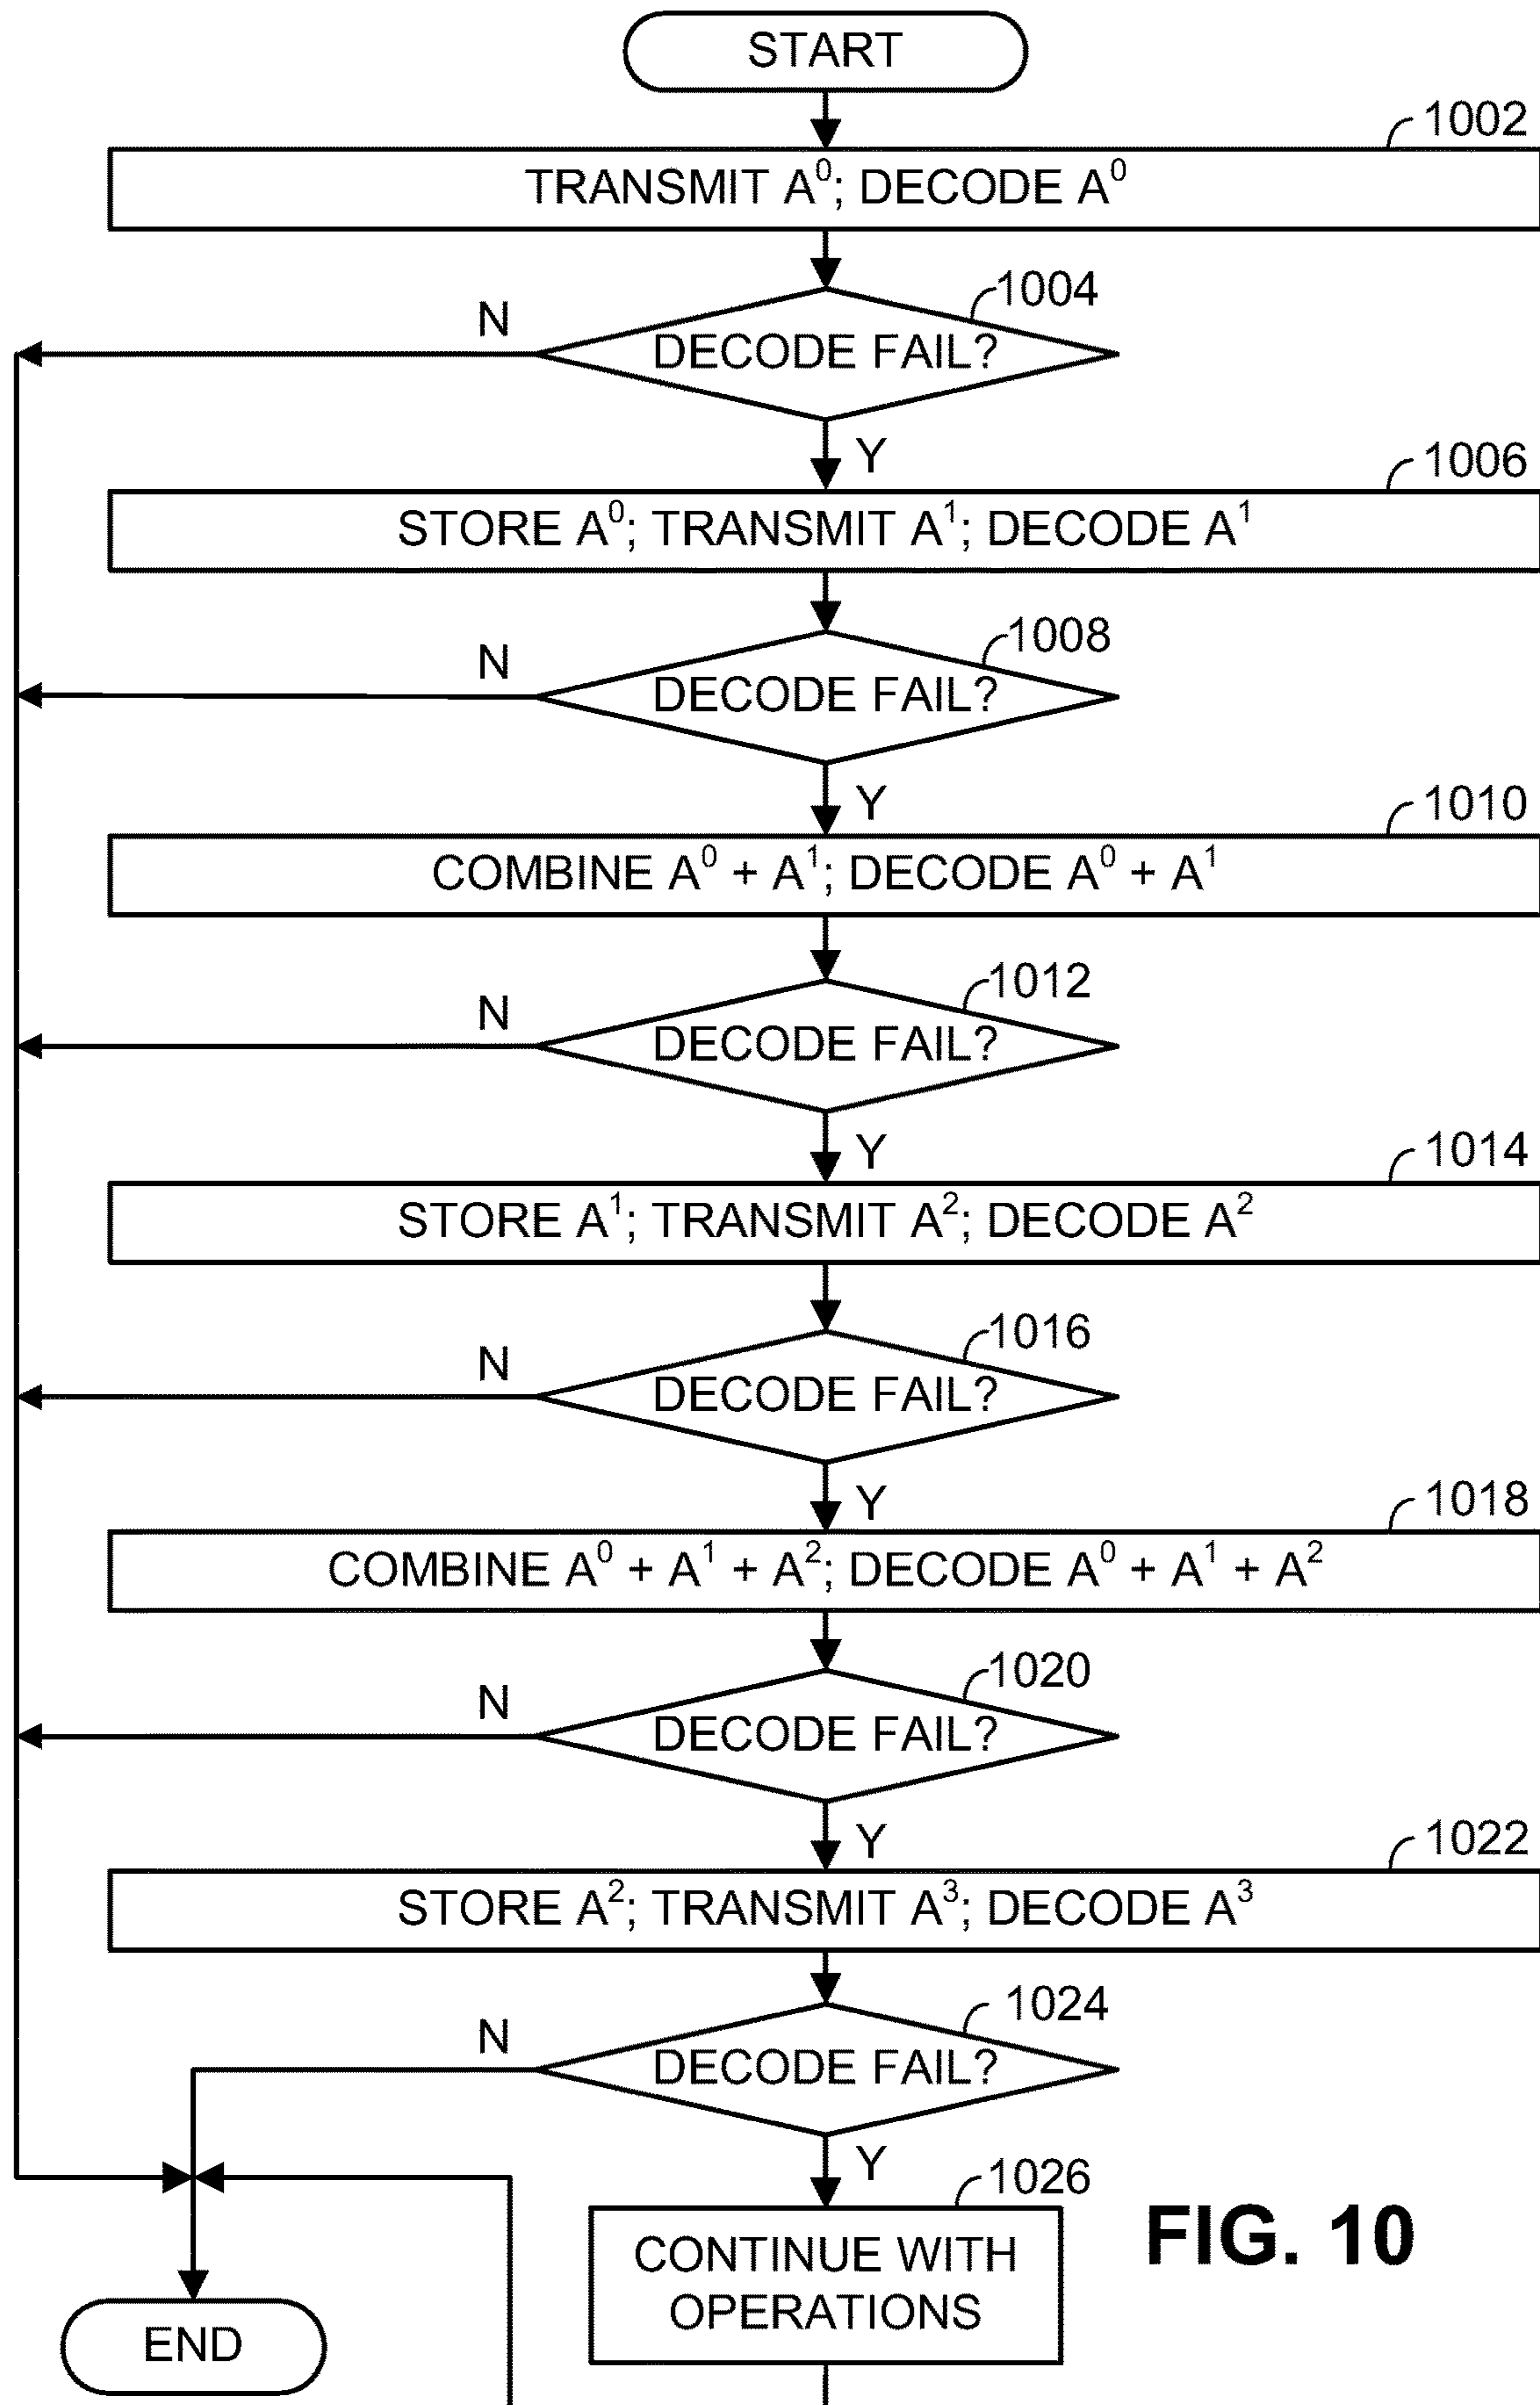 START
1002
TRANSMIT A⁰; DECODE A⁰
1004
N
DECODE FAIL?
Y
1006
STORE A⁰; TRANSMIT A¹; DECODE A¹
1008
N
DECODE FAIL?
Y
1010
COMBINE A⁰ + A¹; DECODE A⁰ + A¹
1012
N
DECODE FAIL?
Y
1014
STORE A¹; TRANSMIT A²; DECODE A²
1016
N
DECODE FAIL?
Y
1018
COMBINE A⁰ + A¹ + A²; DECODE A⁰ + A¹ + A²
1020
N
DECODE FAIL?
Y
1022
STORE A²; TRANSMIT A³; DECODE A³
1024
N
DECODE FAIL?
Y
1026
CONTINUE WITH
OPERATIONS
FIG. 10
END